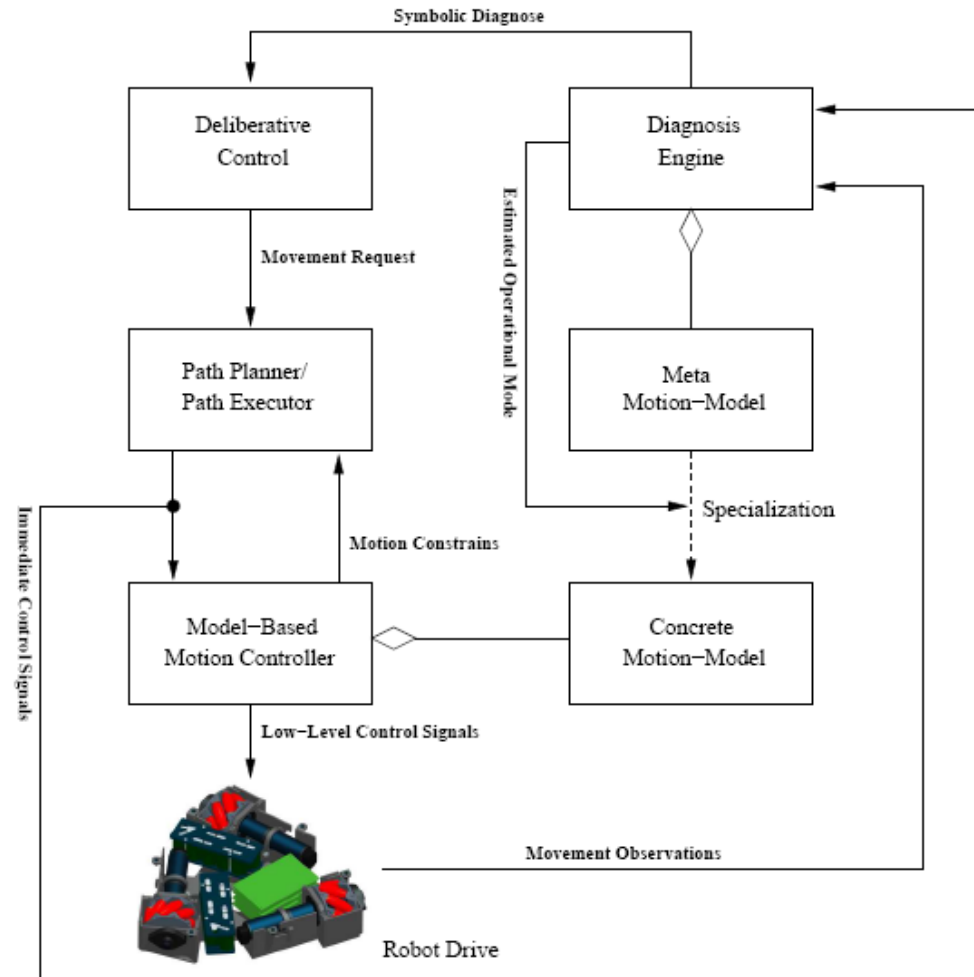 Symbolic Diagnose
Deliberative
Control
Diagnosis
Engine
Movement Request
Estimated Operational Mode
Path Planner/
Path Executor
Meta
Motion−Model
Specialization
Immediate Control Signals
Motion Constrains
Model−Based
Motion Controller
Concrete
Motion−Model
Low−Level Control Signals
Movement Observations
Robot Drive